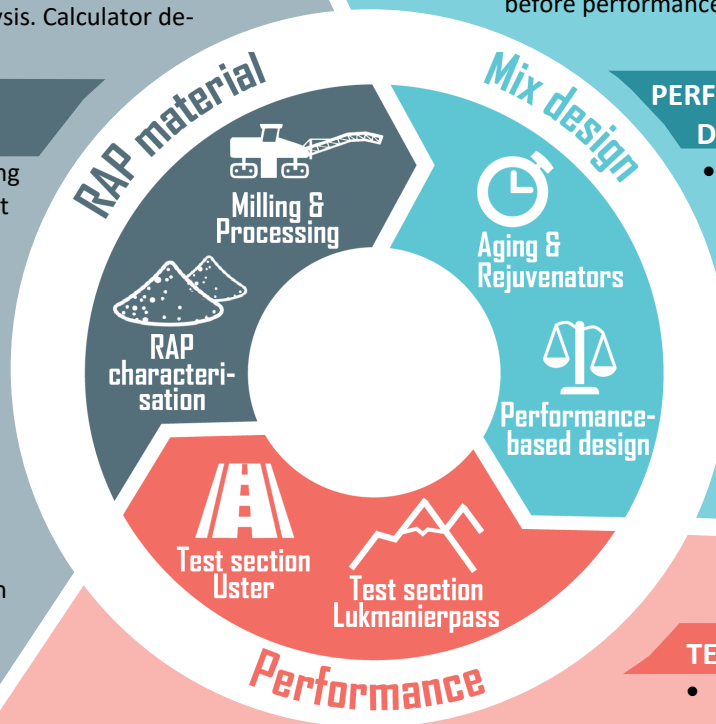 ysis. Calculator de-
before performance
RAP material
Mix design
PERF
D
•
ng
t
Milling &
Processing
Aging &
Rejuvenators
RAP
characteri-
sation
Performance-
based design
Test section
Uster
Test section
Lukmanierpass
n
Performance
TE
•